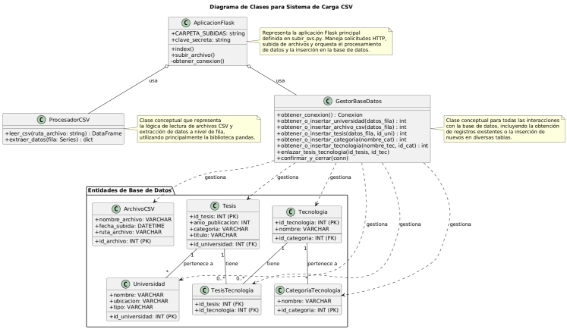 Diagrama de Clases para Sistema de Carga CSV
C AplicacionFlask
+CARPETA_SUBIDAS: string
+clave_secreta: string
+index()
+subir_archivo()
-obtener_conexion()
Representa la aplicación Flask principal
definida en subir_svs.py. Maneja solicitudes HTTP,
subida de archivos y orquesta el procesamiento
de datos y la inserción en la base de datos.
usa
usa
C ProcesadorCSV
+leer_csv(ruta_archivo: string) : DataFrame
+extraer_datos(fila: Series) : dict
Clase conceptual que representa
la lógica de lectura de archivos CSV y
extracción de datos a nivel de fila,
utilizando principalmente la biblioteca pandas.
C GestorBaseDatos
+obtener_conexion() : Conexion
+obtener_o_insertar_universidad(datos_fila) : int
+obtener_o_insertar_archivo_csv(datos_fila) : int
+obtener_o_insertar_tesis(datos_fila, id_uni) : int
+obtener_o_insertar_categoria(nombre_cat) : int
+obtener_o_insertar_tecnologia(nombre_tec, id_cat) : int
+enlazar_tesis_tecnologia(id_tesis, id_tec)
+confirmar_y_cerrar(conn)
Clase conceptual para todas las interacciones
con la base de datos, incluyendo la obtención
de registros existentes o la inserción de
nuevos en diversas tablas.
gestiona
gestiona
gestiona
gestiona
gestiona
gestiona
Entidades de Base de Datos
C ArchivoCSV
+nombre_archivo: VARCHAR
+fecha_subida: DATETIME
+ruta_archivo: VARCHAR
+id_archivo: INT (PK)
C Tesis
+id_tesis: INT (PK)
+anio_publicacion: INT
+categoria: VARCHAR
+titulo: VARCHAR
+id_universidad: INT (FK)
C Tecnologia
+id_tecnologia: INT (PK)
+nombre: VARCHAR
+id_categoria: INT (FK)
1
1
1
1
pertenece a
tiene
tiene
pertenece a
*
0..*
0..*
*
C Universidad
+nombre: VARCHAR
+ubicacion: VARCHAR
+tipo: VARCHAR
+id_universidad: INT (PK)
C TesisTecnologia
+id_tesis: INT (FK)
+id_tecnologia: INT (FK)
C CategoriaTecnologia
+nombre: VARCHAR
+id_categoria: INT (PK)